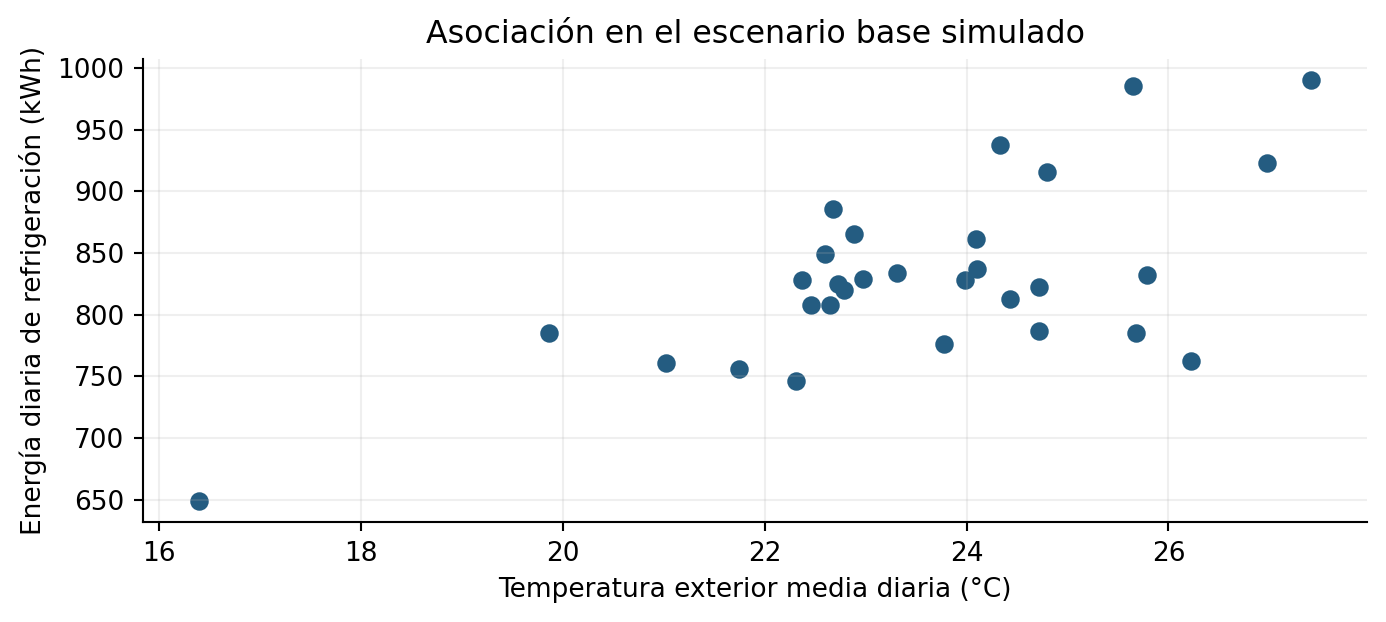 Asociación en el escenario base simulado
Energía diaria de refrigeración (kWh)
1000
950
900
850
800
750
700
650
16 18 20 22 24 26
Temperatura exterior media diaria (°C)